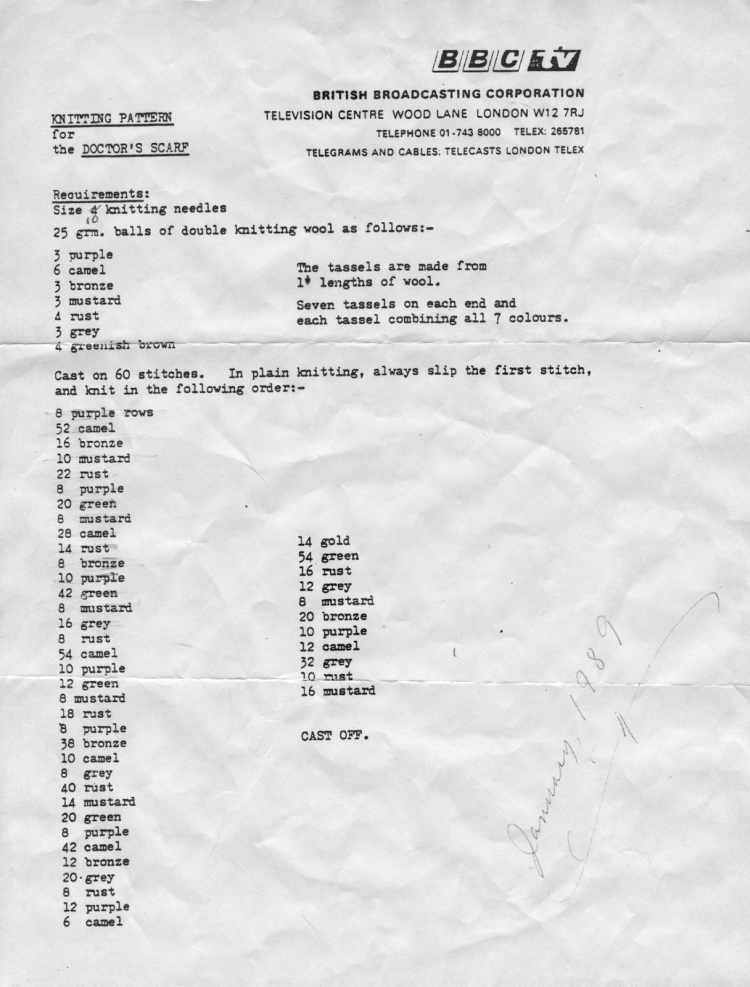 BBC tv
BRITISH BROADCASTING CORPORATION
TELEVISION CENTRE WOOD LANE LONDON W12 7RJ
TELEPHONE 01-743 8000 TELEX: 265781
TELEGRAMS AND CABLES: TELECASTS LONDON TELEX
KNITTING PATTERN
for
the DOCTOR'S SCARF
Requirements:
Size 4 knitting needles
10
25 grm. balls of double knitting wool as follows:-
3 purple
6 camel
3 bronze
3 mustard
4 rust
3 grey
4 greenish brown
The tassels are made from
1' lengths of wool.
Seven tassels on each end and
each tassel combining all 7 colours.
Cast on 60 stitches. In plain knitting, always slip the first stitch,
and knit in the following order:-
8 purple rows
52 camel
16 bronze
10 mustard
22 rust
8 purple
20 green
8 mustard
28 camel
14 rust
8 bronze
10 purple
42 green
8 mustard
16 grey
8 rust
54 camel
10 purple
12 green
8 mustard
18 rust
8 purple
38 bronze
10 camel
8 grey
40 rust
14 mustard
20 green
8 purple
42 camel
12 bronze
20 grey
8 rust
12 purple
6 camel
14 gold
54 green
16 rust
12 grey
8 mustard
20 bronze
10 purple
12 camel
32 grey
10 rust
16 mustard
CAST OFF.
January, 1989